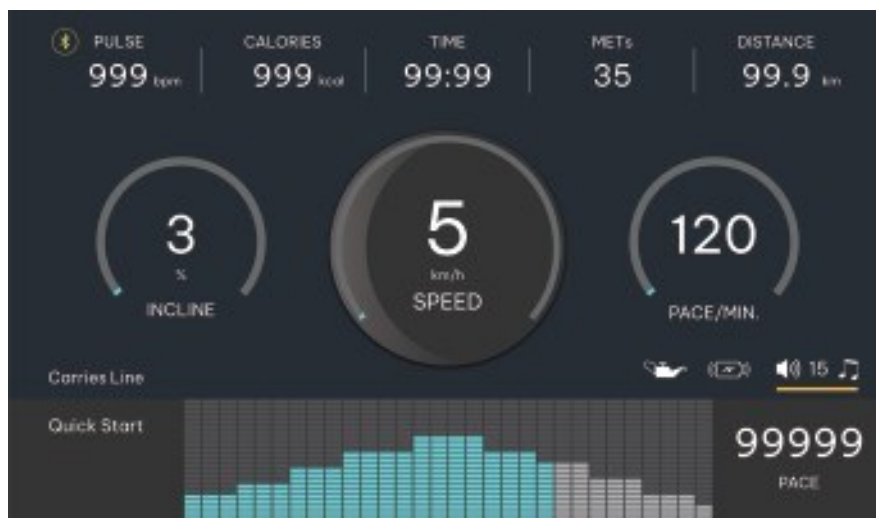 PULSE
999 bpm
CALORIES
999 kcal
TIME
99:99
METs
35
DISTANCE
99.9 km
3
%
INCLINE
5
km/h
SPEED
120
PACE/MIN.
Carries Line
15
Quick Start
99999
PACE